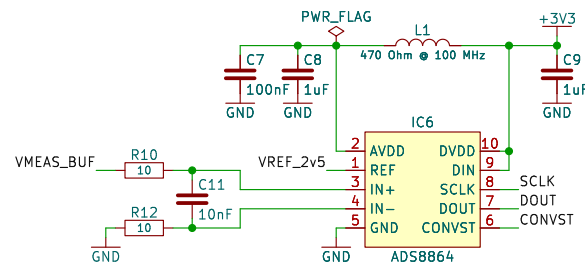 PWR_FLAG
+3V3
L1
470 Ohm @ 100 MHz
C7
100nF
GND
C8
1uF
GND
C9
1uF
GND
IC6
2 AVDD DVDD 10
VMEAS_BUF R10 10
VREF_2v5 1 REF DIN 9
C11
10nF
3 IN+ SCLK 8 SCLK
4 IN- DOUT 7 DOUT
R12 10
GND
GND
5 GND CONVST 6 CONVST
ADS8864